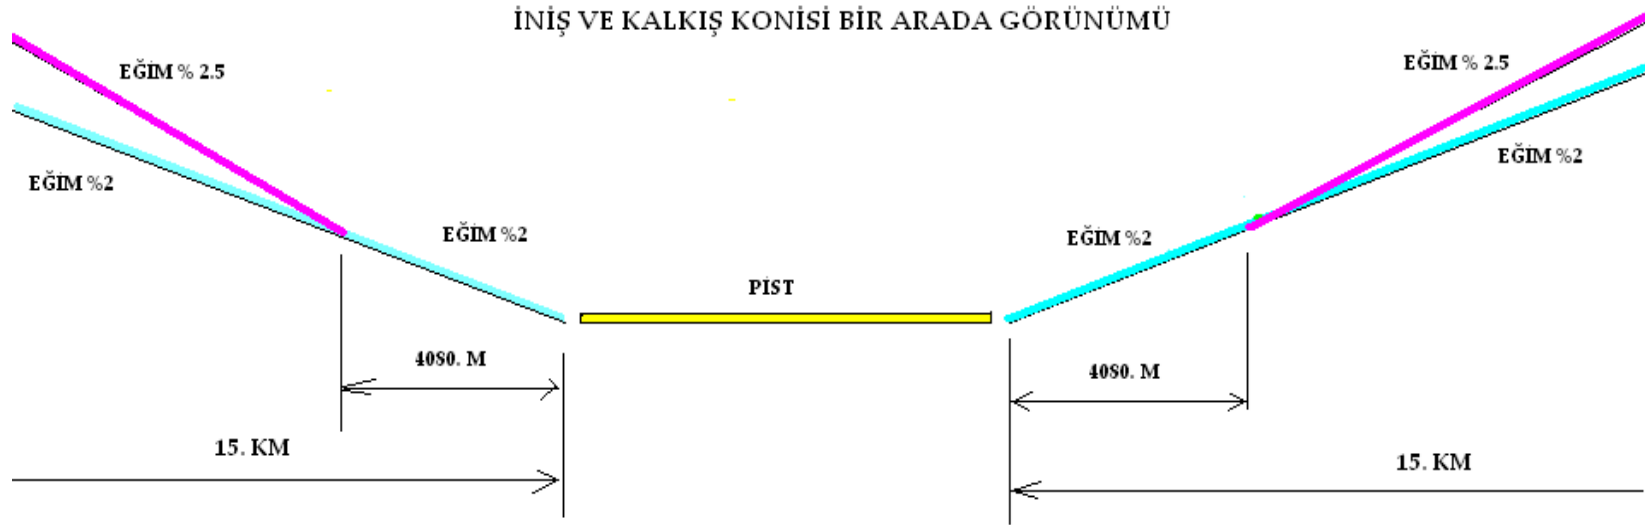 İNİŞ VE KALKIŞ KONİSİ BİR ARADA GÖRÜNÜMÜ
EĞİM % 2.5
EĞİM % 2.5
EĞİM %2
EĞİM %2
EĞİM %2
EĞİM %2
PİST
4080. M
4080. M
15. KM
15. KM